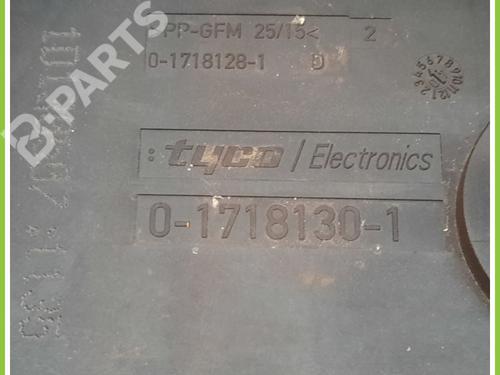 PP-GFM 25/15< 2
0-1718128-1 D
:tyco / Electronics
0-1718130-1
B-PARTS